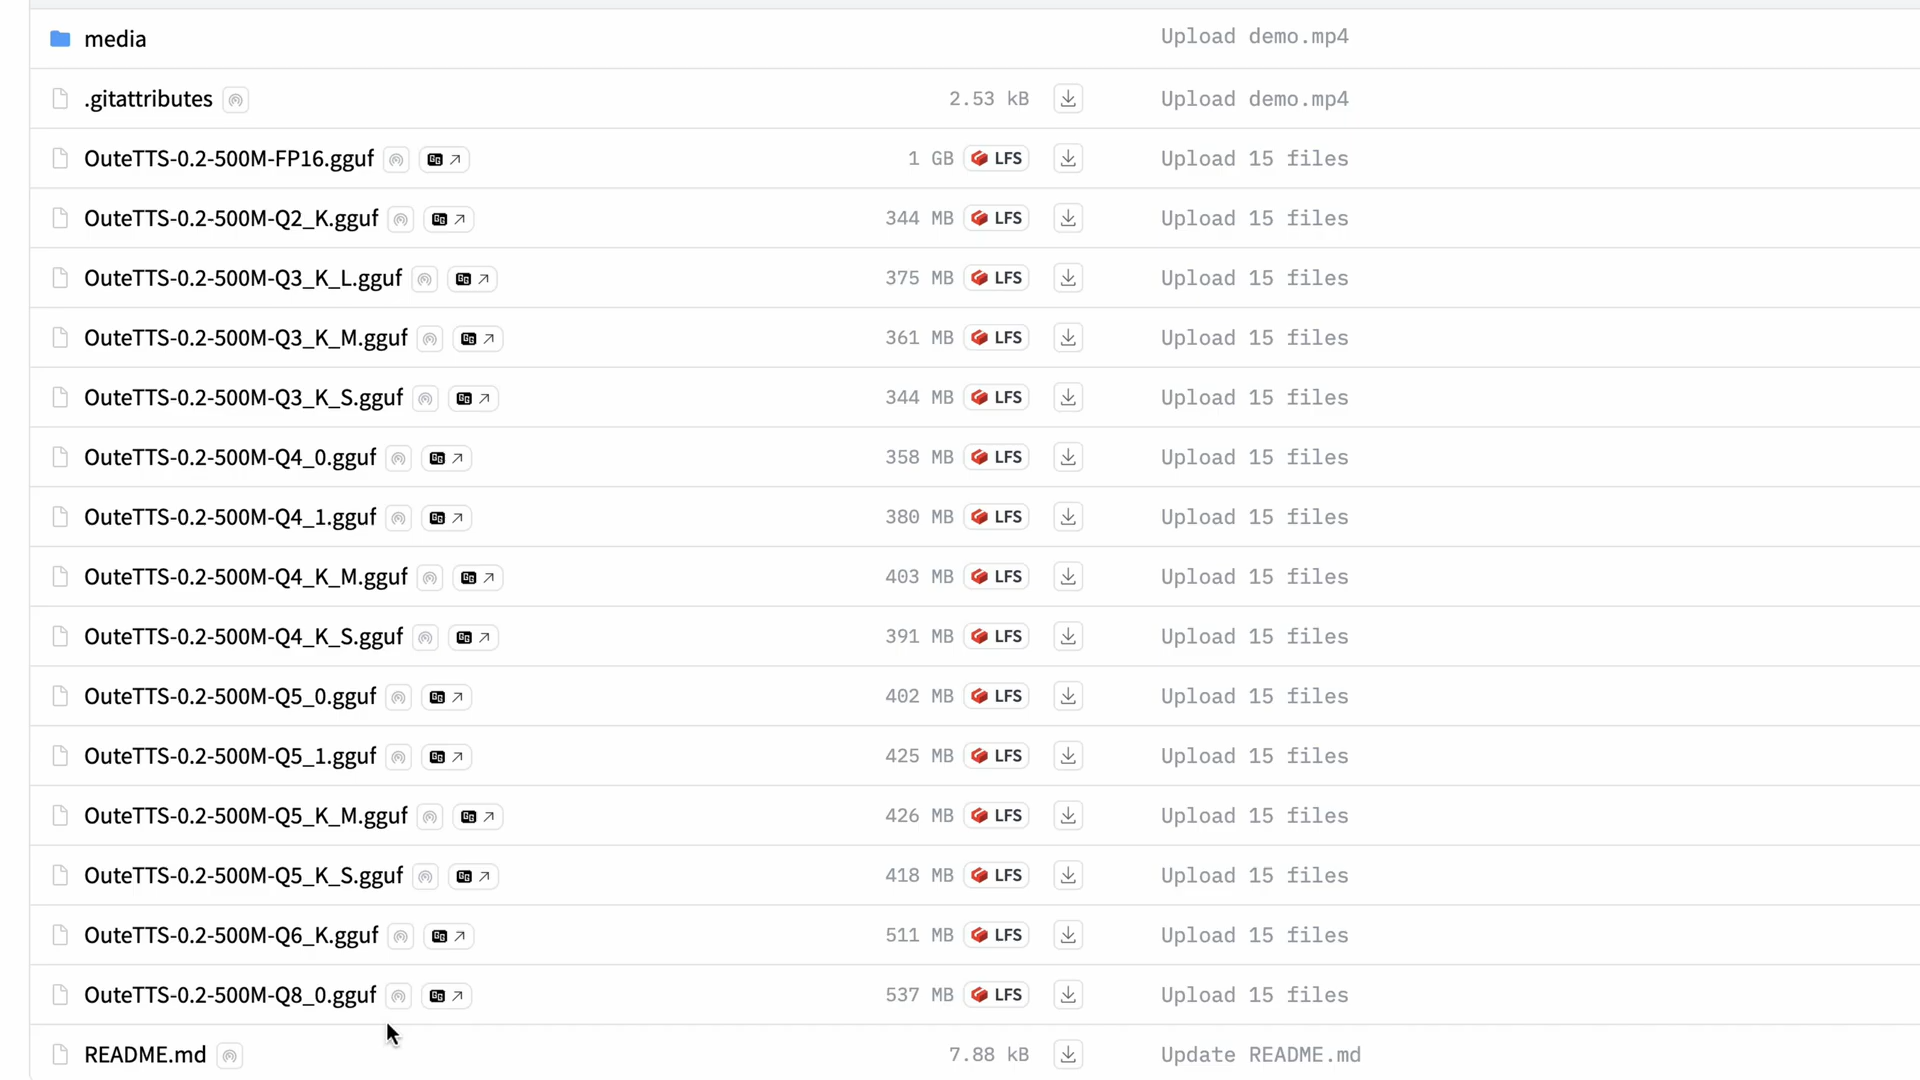 media Upload demo.mp4
.gitattributes 2.53 kB Upload demo.mp4
OuteTTS-0.2-500M-FP16.gguf 1 GB LFS Upload 15 files
OuteTTS-0.2-500M-Q2_K.gguf 344 MB LFS Upload 15 files
OuteTTS-0.2-500M-Q3_K_L.gguf 375 MB LFS Upload 15 files
OuteTTS-0.2-500M-Q3_K_M.gguf 361 MB LFS Upload 15 files
OuteTTS-0.2-500M-Q3_K_S.gguf 344 MB LFS Upload 15 files
OuteTTS-0.2-500M-Q4_0.gguf 358 MB LFS Upload 15 files
OuteTTS-0.2-500M-Q4_1.gguf 380 MB LFS Upload 15 files
OuteTTS-0.2-500M-Q4_K_M.gguf 403 MB LFS Upload 15 files
OuteTTS-0.2-500M-Q4_K_S.gguf 391 MB LFS Upload 15 files
OuteTTS-0.2-500M-Q5_0.gguf 402 MB LFS Upload 15 files
OuteTTS-0.2-500M-Q5_1.gguf 425 MB LFS Upload 15 files
OuteTTS-0.2-500M-Q5_K_M.gguf 426 MB LFS Upload 15 files
OuteTTS-0.2-500M-Q5_K_S.gguf 418 MB LFS Upload 15 files
OuteTTS-0.2-500M-Q6_K.gguf 511 MB LFS Upload 15 files
OuteTTS-0.2-500M-Q8_0.gguf 537 MB LFS Upload 15 files
README.md 7.88 kB Update README.md